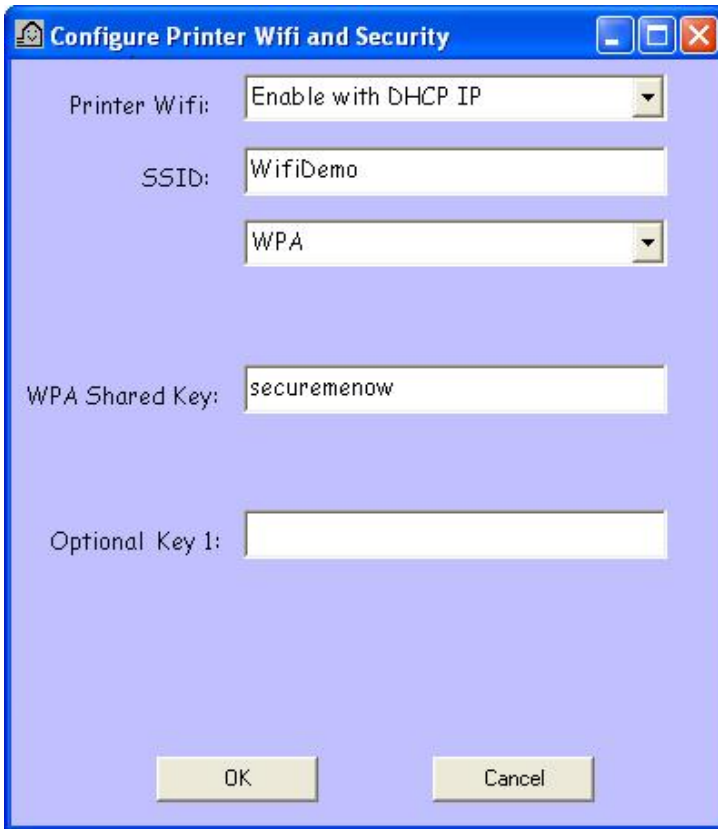 Configure Printer Wifi and Security
Printer Wifi: Enable with DHCP IP
SSID: WifiDemo
WPA
WPA Shared Key: securemenow
Optional Key 1:
OK Cancel